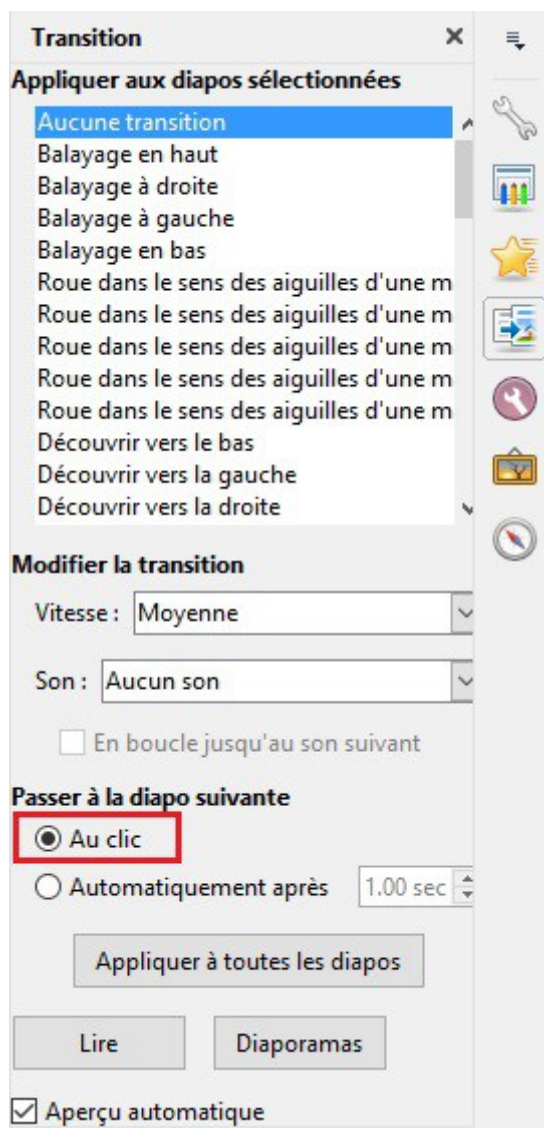 Transition
Appliquer aux diapos sélectionnées
Aucune transition
Balayage en haut
Balayage à droite
Balayage à gauche
Balayage en bas
Roue dans le sens des aiguilles d'une m
Roue dans le sens des aiguilles d'une m
Roue dans le sens des aiguilles d'une m
Roue dans le sens des aiguilles d'une m
Roue dans le sens des aiguilles d'une m
Découvrir vers le bas
Découvrir vers la gauche
Découvrir vers la droite
Modifier la transition
Vitesse : Moyenne
Son : Aucun son
En boucle jusqu'au son suivant
Passer à la diapo suivante
Au clic
Automatiquement après 1.00 sec
Appliquer à toutes les diapos
Lire Diaporamas
Aperçu automatique